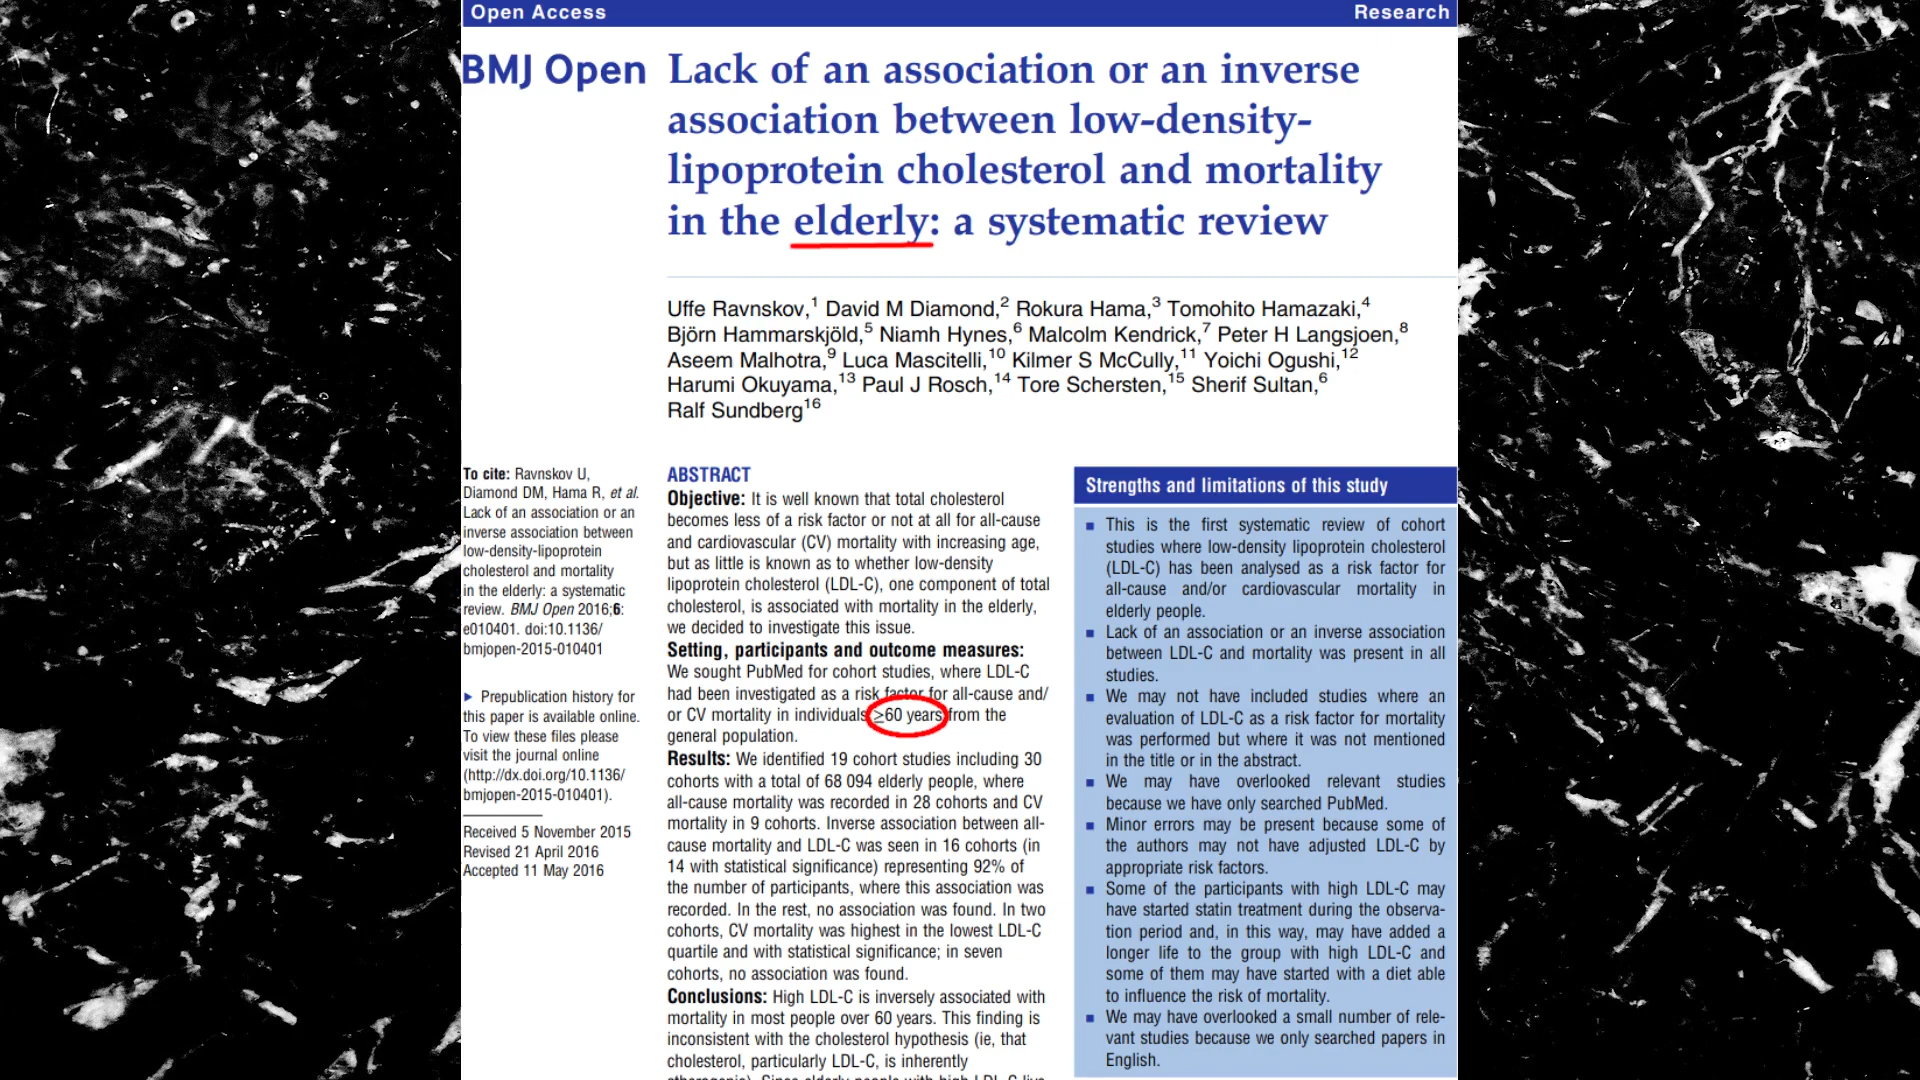 Open Access
Research
BMJ Open
Lack of an association or an inverse
association between low-density-
lipoprotein cholesterol and mortality
in the elderly: a systematic review
Uffe Ravnskov,1 David M Diamond,2 Rokura Hama,3 Tomohito Hamazaki,4
Björn Hammarskjöld,5 Niamh Hynes,6 Malcolm Kendrick,7 Peter H Langsjoen,8
Aseem Malhotra,9 Luca Mascitelli,10 Kilmer S McCully,11 Yoichi Ogushi,12
Harumi Okuyama,13 Paul J Rosch,14 Tore Schersten,15 Sherif Sultan,6
Ralf Sundberg16
To cite: Ravnskov U,
Diamond DM, Hama R, et al.
Lack of an association or an
inverse association between
low-density-lipoprotein
cholesterol and mortality
in the elderly: a systematic
review. BMJ Open 2016;6:
e010401. doi:10.1136/
bmjopen-2015-010401
► Prepublication history for
this paper is available online.
To view these files please
visit the journal online
(http://dx.doi.org/10.1136/
bmjopen-2015-010401).
Received 5 November 2015
Revised 21 April 2016
Accepted 11 May 2016
ABSTRACT
Objective: It is well known that total cholesterol
becomes less of a risk factor or not at all for all-cause
and cardiovascular (CV) mortality with increasing age,
but as little is known as to whether low-density
lipoprotein cholesterol (LDL-C), one component of total
cholesterol, is associated with mortality in the elderly,
we decided to investigate this issue.
Setting, participants and outcome measures:
We sought PubMed for cohort studies, where LDL-C
had been investigated as a risk factor for all-cause and/
or CV mortality in individuals ≥60 years from the
general population.
Results: We identified 19 cohort studies including 30
cohorts with a total of 68 094 elderly people, where
all-cause mortality was recorded in 28 cohorts and CV
mortality in 9 cohorts. Inverse association between all-
cause mortality and LDL-C was seen in 16 cohorts (in
14 with statistical significance) representing 92% of
the number of participants, where this association was
recorded. In the rest, no association was found. In two
cohorts, CV mortality was highest in the lowest LDL-C
quartile and with statistical significance; in seven
cohorts, no association was found.
Conclusions: High LDL-C is inversely associated with
mortality in most people over 60 years. This finding is
inconsistent with the cholesterol hypothesis (ie, that
cholesterol, particularly LDL-C, is inherently
Strengths and limitations of this study
▪ This is the first systematic review of cohort
studies where low-density lipoprotein cholesterol
(LDL-C) has been analysed as a risk factor for
all-cause and/or cardiovascular mortality in
elderly people.
▪ Lack of an association or an inverse association
between LDL-C and mortality was present in all
studies.
▪ We may not have included studies where an
evaluation of LDL-C as a risk factor for mortality
was performed but where it was not mentioned
in the title or in the abstract.
▪ We may have overlooked relevant studies
because we have only searched PubMed.
▪ Minor errors may be present because some of
the authors may not have adjusted LDL-C by
appropriate risk factors.
▪ Some of the participants with high LDL-C may
have started statin treatment during the observa-
tion period and, in this way, may have added a
longer life to the group with high LDL-C and
some of them may have started with a diet able
to influence the risk of mortality.
▪ We may have overlooked a small number of rele-
vant studies because we only searched papers in
English.